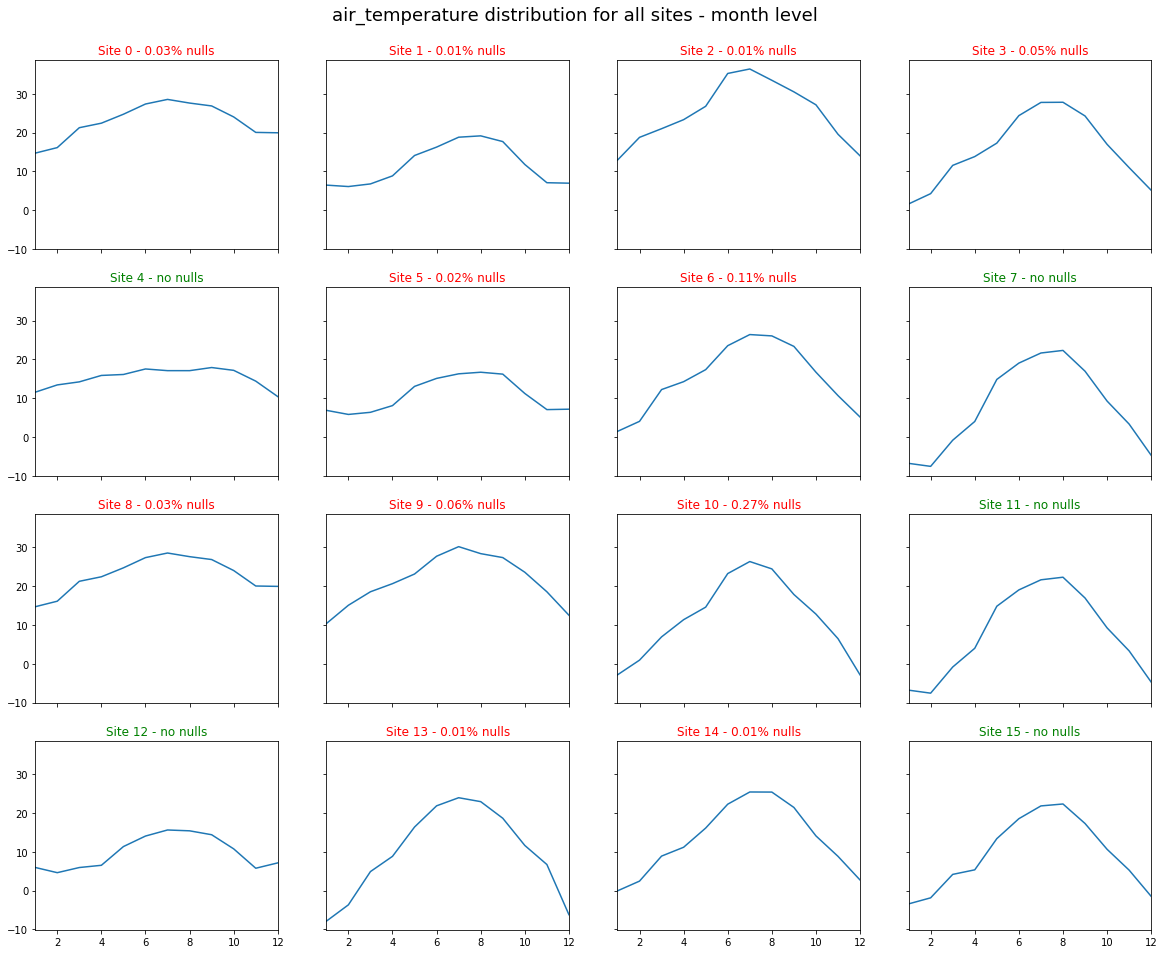 air_temperature distribution for all sites - month level
Site 0 - 0.03% nulls
Site 1 - 0.01% nulls
Site 2 - 0.01% nulls
Site 3 - 0.05% nulls
30
20
10
0
−10
Site 4 - no nulls
Site 5 - 0.02% nulls
Site 6 - 0.11% nulls
Site 7 - no nulls
30
20
10
0
−10
Site 8 - 0.03% nulls
Site 9 - 0.06% nulls
Site 10 - 0.27% nulls
Site 11 - no nulls
30
20
10
0
−10
Site 12 - no nulls
Site 13 - 0.01% nulls
Site 14 - 0.01% nulls
Site 15 - no nulls
30
20
10
0
−10
2 4 6 8 10 12
2 4 6 8 10 12
2 4 6 8 10 12
2 4 6 8 10 12